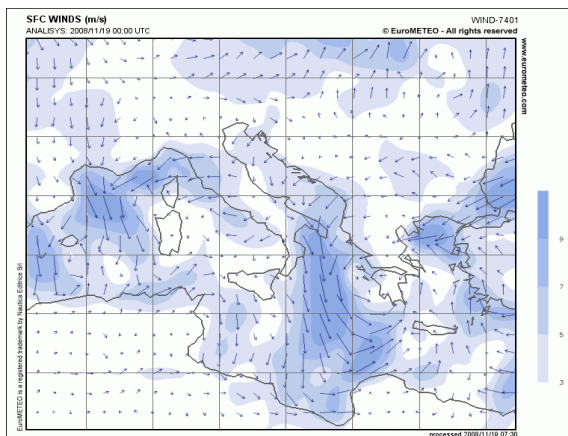 SFC WINDS (m/s)
WIND-7401
ANALISYS: 2008/11/19 00:00 UTC
© EuroMETEO - All rights reserved
www.eurometeo.com
EuroMETEO is a registered trademark by Nautica Editrice Srl
9
7
5
3
processed 2008/11/19 07:30